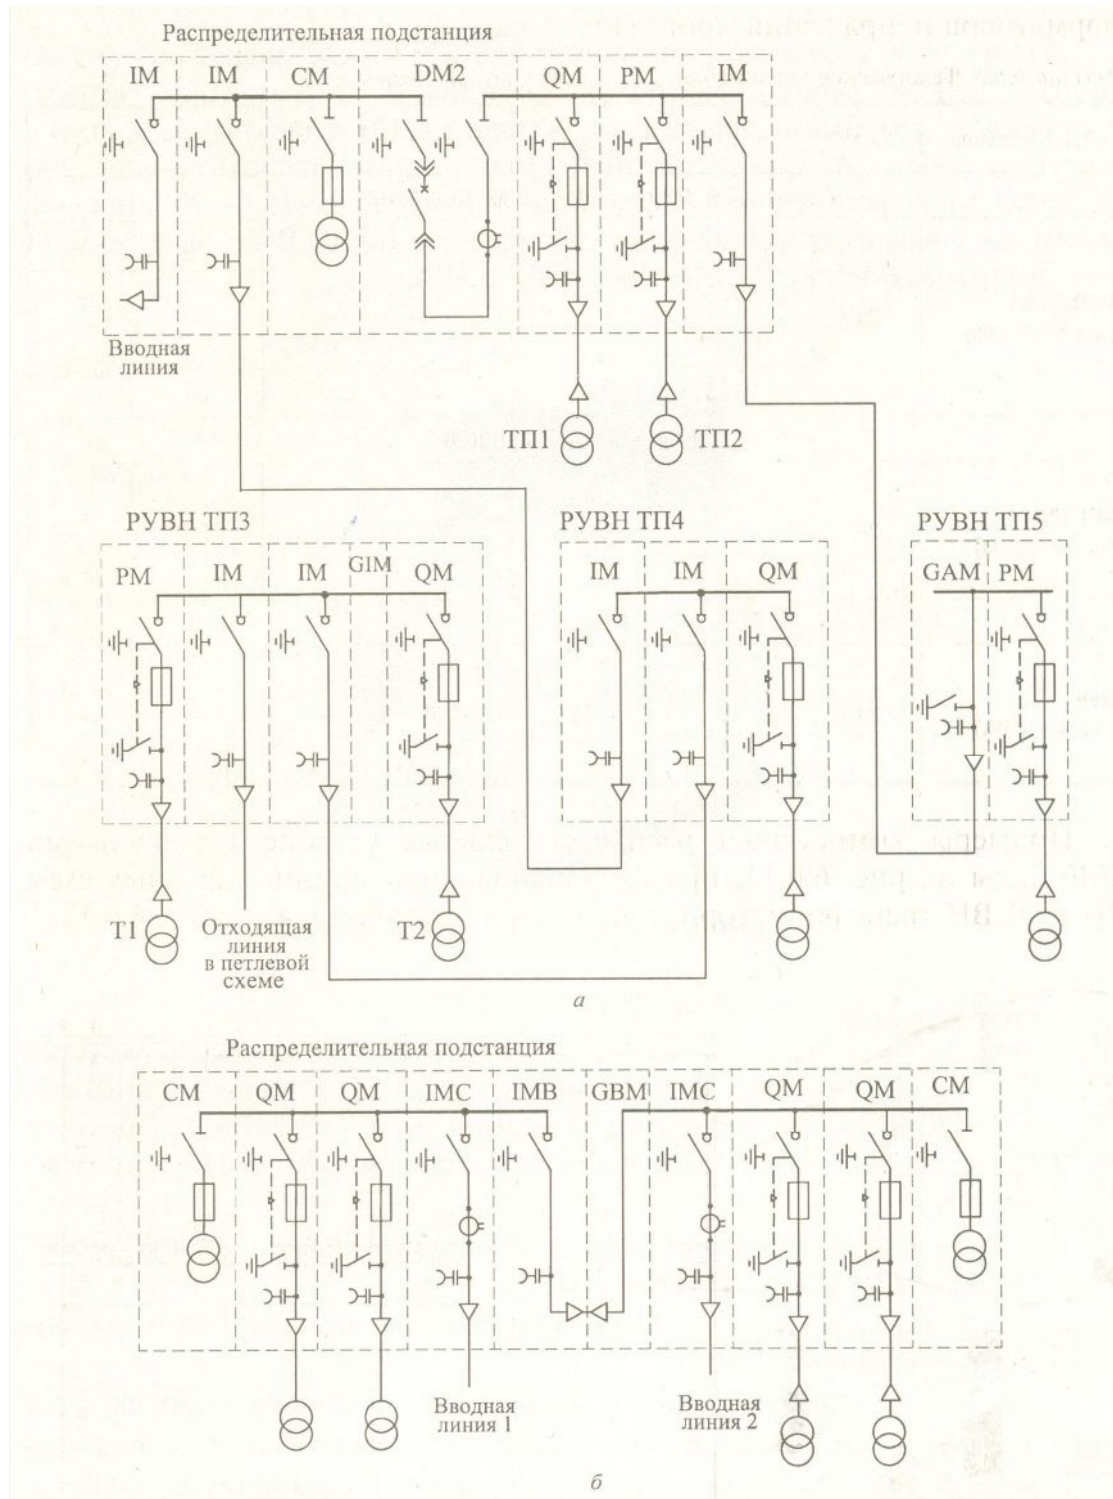 Распределительная подстанция
IM IM CM DM2 QM PM IM
Вводная
линия
ТП1 ТП2
РУВН ТП3 РУВН ТП4 РУВН ТП5
PM IM IM GIM QM IM IM QM GAM PM
Т1 Отходящая Т2
линия
в петлевой
схеме
а
Распределительная подстанция
CM QM QM IMC IMB GBM IMC QM QM CM
Вводная Вводная
линия 1 линия 2
б